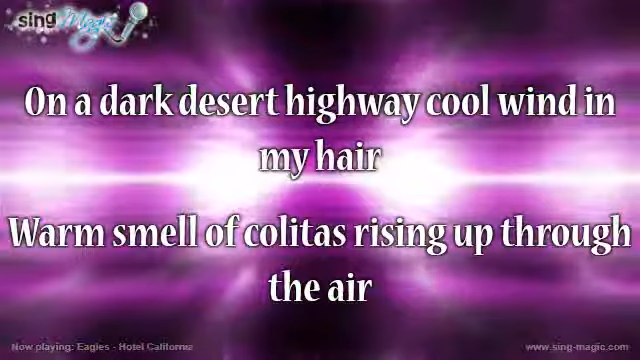 sing Magic
On a dark desert highway cool wind in
my hair
Warm smell of colitas rising up through
the air
Now playing: Eagles - Hotel California
www.sing-magic.com